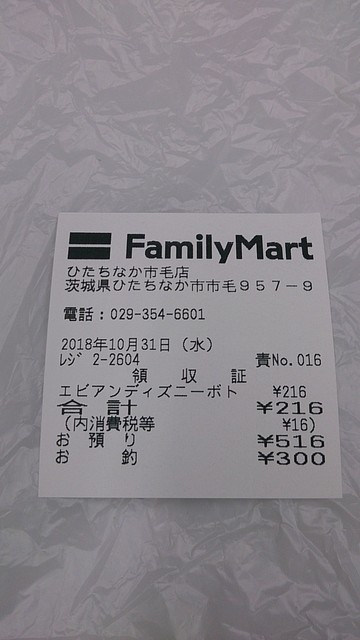 FamilyMart
ひたちなか市毛店
茨城県ひたちなか市市毛957-9
電話：029-354-6601
2018年10月31日（水）
ﾚｼﾞ 2-2604 責No.016
領 収 証
エビアンディズニーボト ¥216
合 計 ¥216
（内消費税等 ¥16）
お 預 り ¥516
お 釣 ¥300